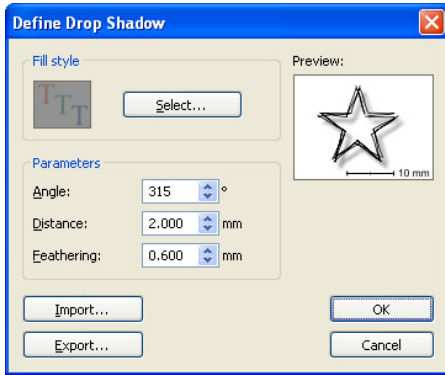 Define Drop Shadow
Fill style
Preview:
TTT
Select...
10 mm
Parameters
Angle: 315 °
Distance: 2.000 mm
Feathering: 0.600 mm
Import... OK
Export... Cancel